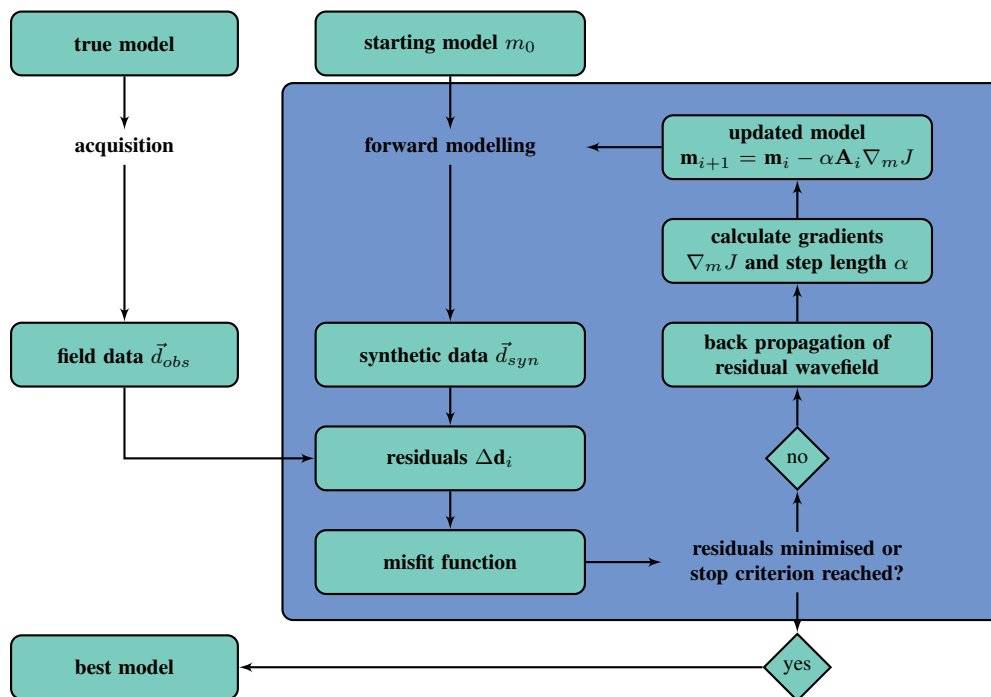 true model
starting model m₀
acquisition
forward modelling
updated model
𝐦ᵢ₊₁ = 𝐦ᵢ − α𝐀ᵢ∇ₘJ
calculate gradients
∇ₘJ and step length α
field data d⃗_obs
synthetic data d⃗_syn
back propagation of
residual wavefield
residuals Δ𝐝ᵢ
no
misfit function
residuals minimised or
stop criterion reached?
best model
yes